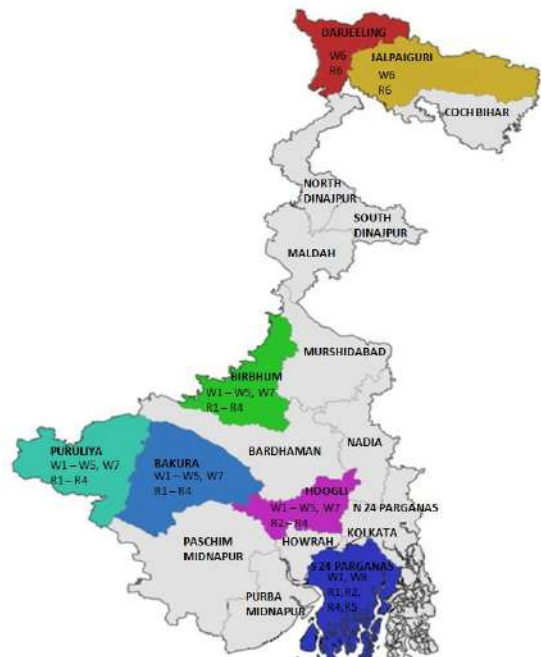 DARJEELING
W6
R6
JALPAIGURI
W6
R6
COCH BIHAR
NORTH
DINAJPUR
SOUTH
DINAJPUR
MALDAH
MURSHIDABAD
BIRBHUM
W1 – W5, W7
R1 – R4
NADIA
BARDHAMAN
PURULIYA
W1 – W5, W7
R1 – R4
BAKURA
W1 – W5, W7
R1 – R4
HOOGLI
W1 – W5, W7
R2 – R4
N 24 PARGANAS
KOLKATA
HOWRAH
PASCHIM
MIDNAPUR
S 24 PARGANAS
W1, W8
R1, R2,
R4, R5
PURBA
MIDNAPUR